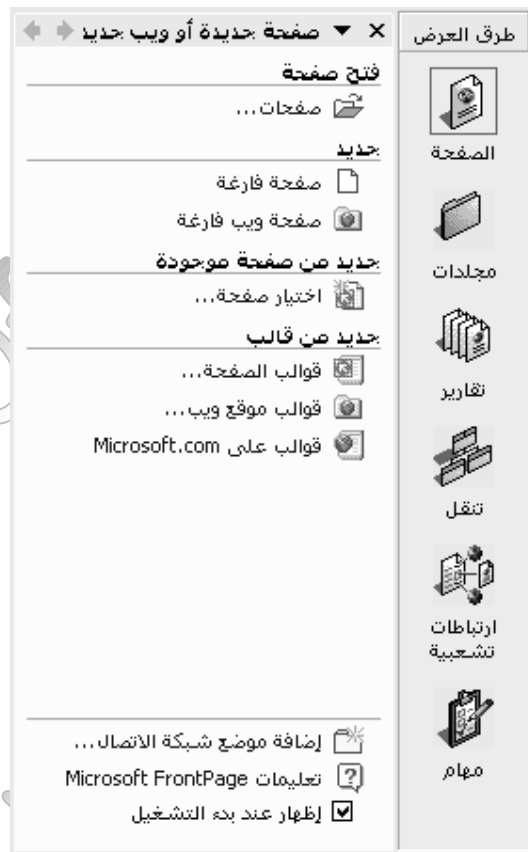 طرق العرض
الصفحة
مجلدات
تقارير
تنقل
ارتباطات
تشعبية
مهام
صفحة جديدة أو ويب جديد
فتح صفحة
صفحات...
جديد
صفحة فارغة
صفحة ويب فارغة
جديد من صفحة موجودة
اختيار صفحة...
جديد من قالب
قوالب الصفحة...
قوالب موقع ويب...
قوالب على Microsoft.com
إضافة موضع شبكة الاتصال...
تعليمات Microsoft FrontPage
إظهار عند بدء التشغيل